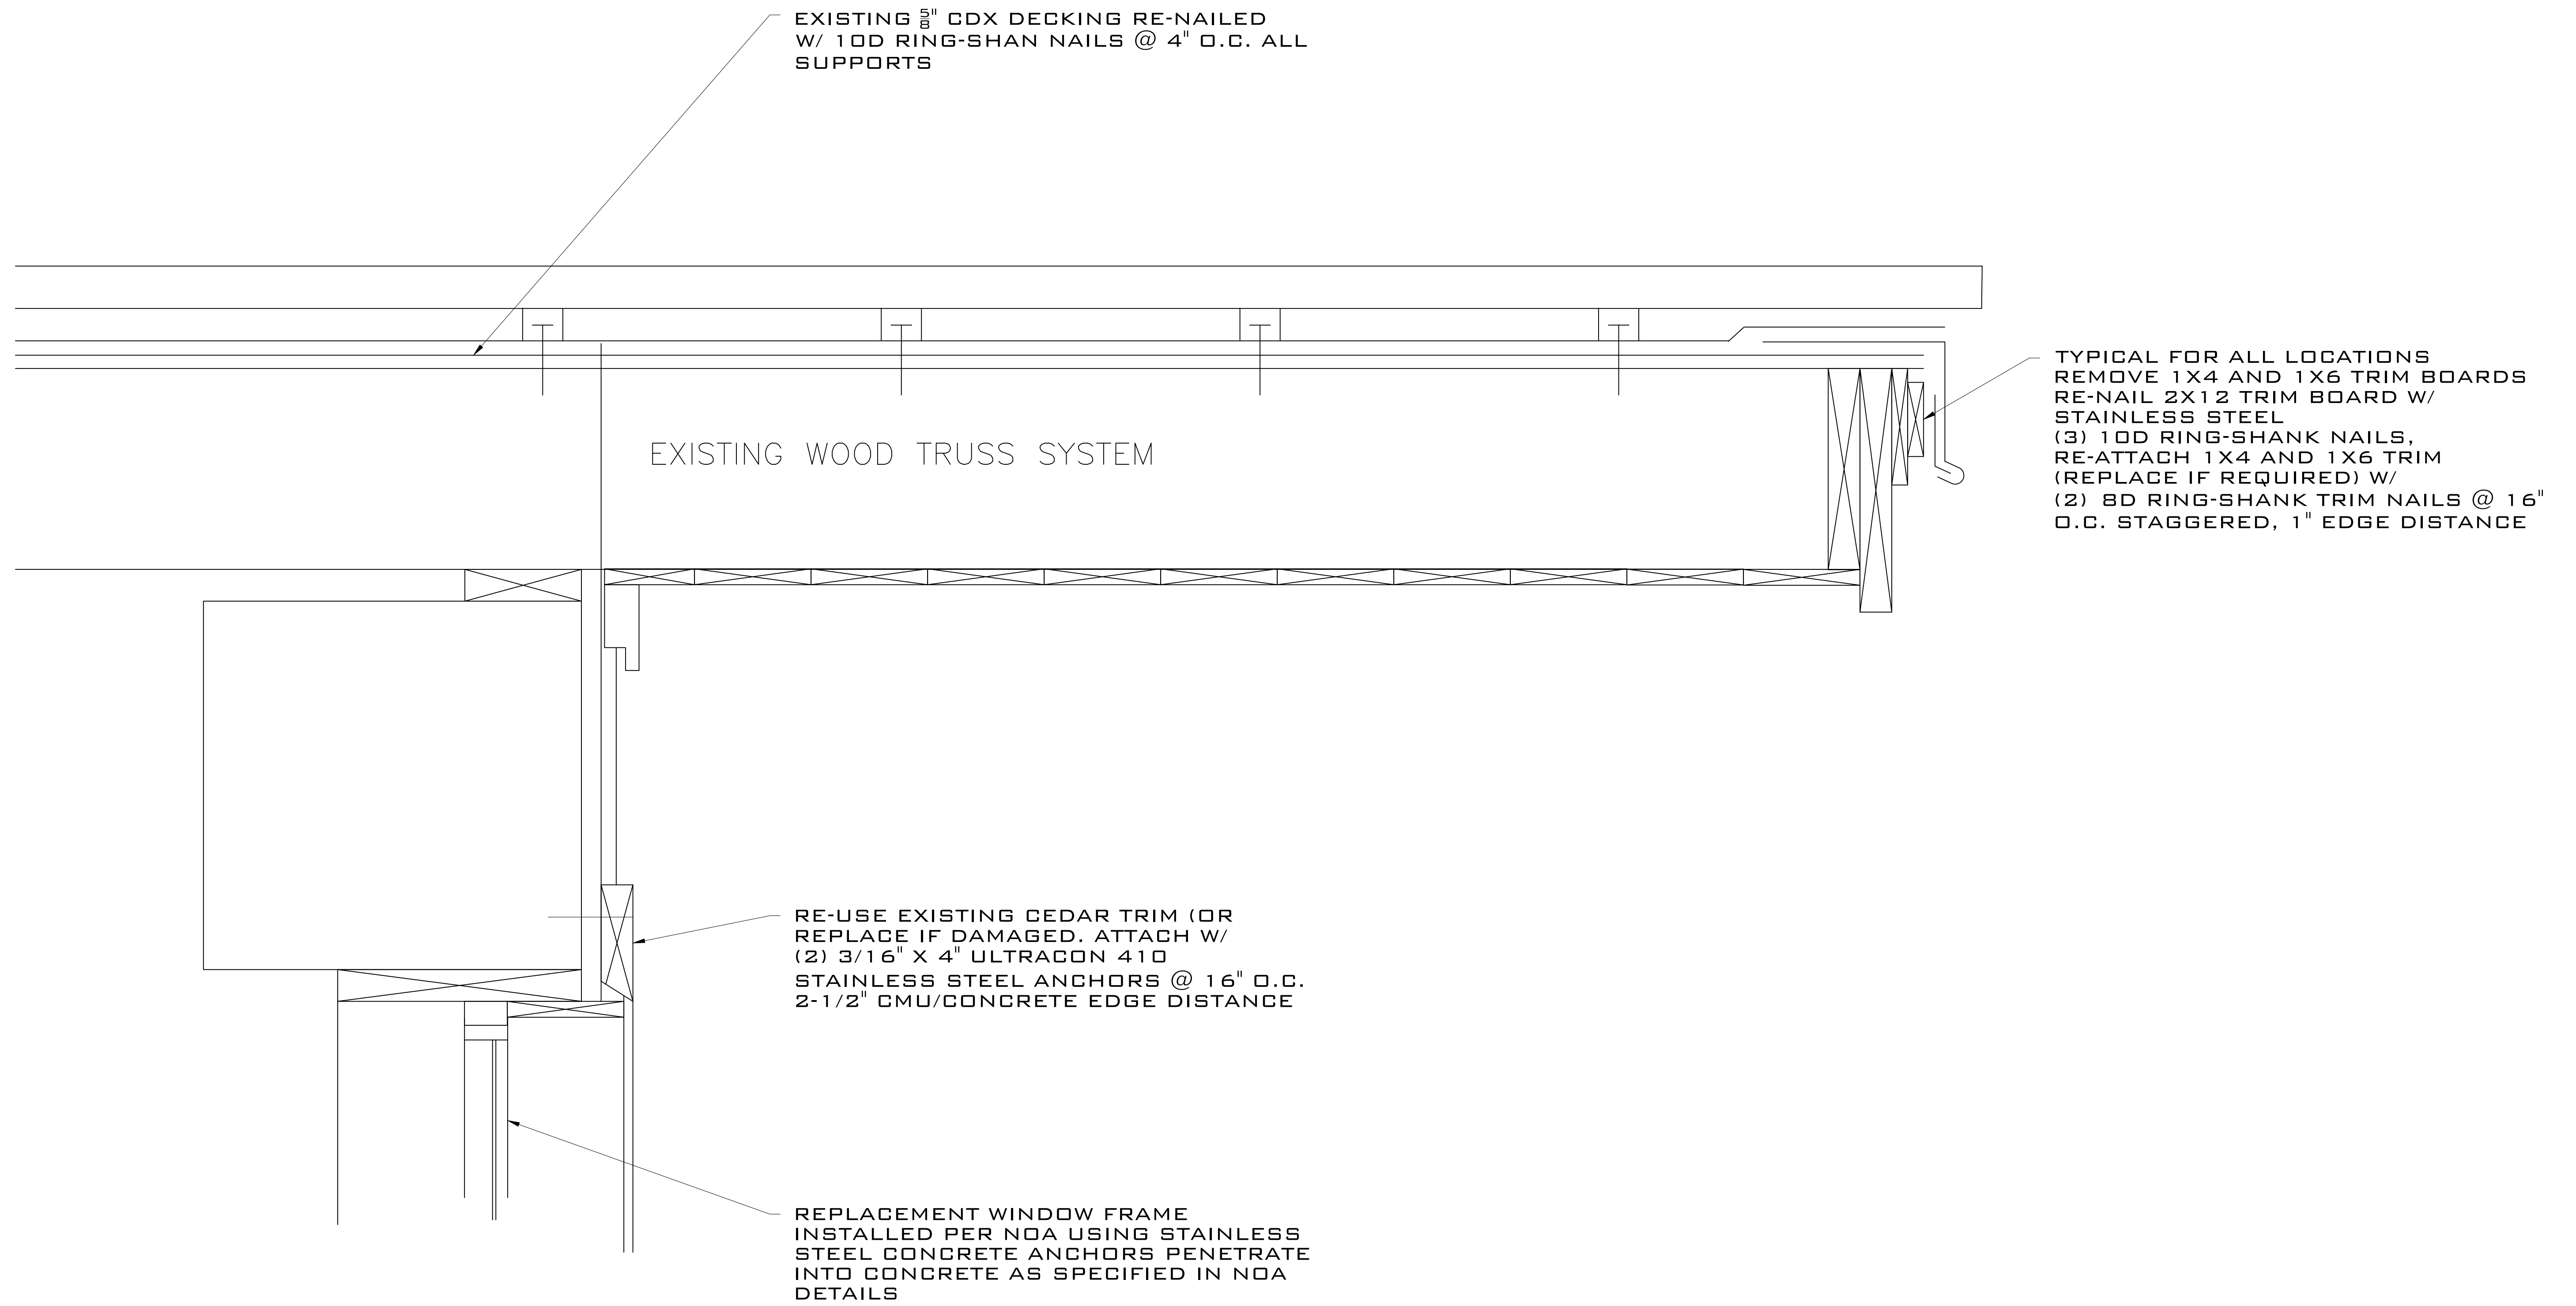 EXISTING 5/8" CDX DECKING RE-NAILED
W/ 10D RING-SHAN NAILS @ 4" O.C. ALL
SUPPORTS
TYPICAL FOR ALL LOCATIONS
REMOVE 1X4 AND 1X6 TRIM BOARDS
RE-NAIL 2X12 TRIM BOARD W/
STAINLESS STEEL
(3) 10D RING-SHANK NAILS,
RE-ATTACH 1X4 AND 1X6 TRIM
(REPLACE IF REQUIRED) W/
(2) 8D RING-SHANK TRIM NAILS @ 16"
O.C. STAGGERED, 1" EDGE DISTANCE
EXISTING WOOD TRUSS SYSTEM
RE-USE EXISTING CEDAR TRIM (OR
REPLACE IF DAMAGED. ATTACH W/
(2) 3/16" X 4" ULTRACON 410
STAINLESS STEEL ANCHORS @ 16" O.C.
2-1/2" CMU/CONCRETE EDGE DISTANCE
REPLACEMENT WINDOW FRAME
INSTALLED PER NOA USING STAINLESS
STEEL CONCRETE ANCHORS PENETRATE
INTO CONCRETE AS SPECIFIED IN NOA
DETAILS